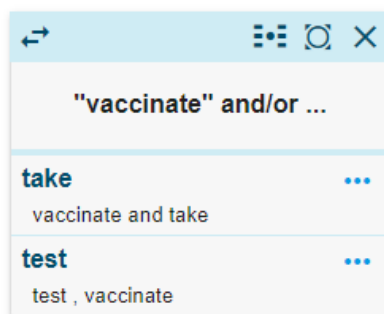 "vaccinate" and/or ...
take
vaccinate and take
test
test , vaccinate